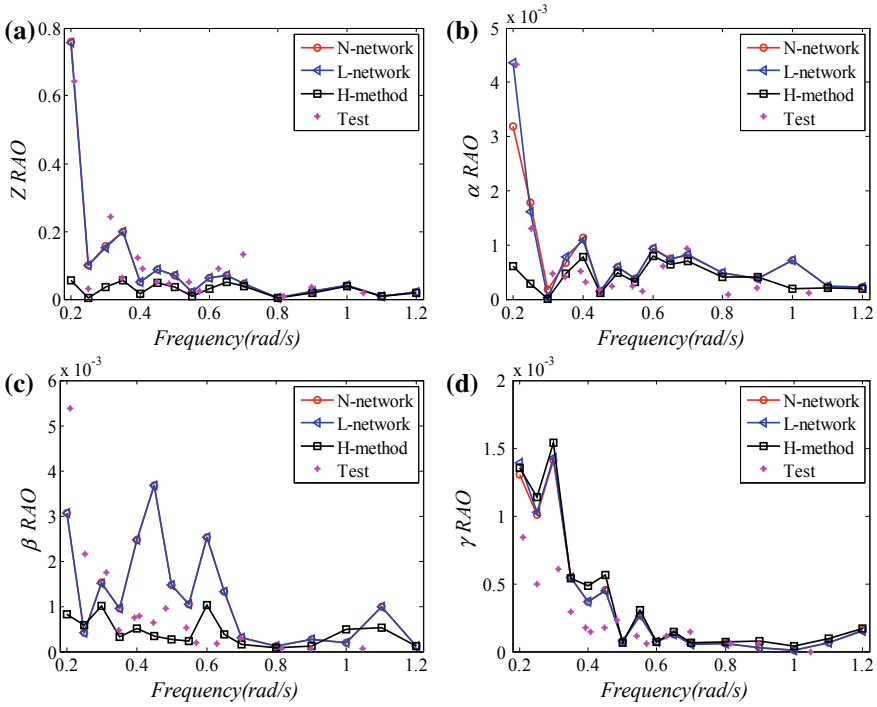 (a)
0.8
0.6
0.4
0.2
0
Z RAO
0.2 0.4 0.6 0.8 1 1.2
Frequency(rad/s)
N-network
L-network
H-method
Test
(b)
x 10⁻³
5
4
3
2
1
0
α RAO
0.2 0.4 0.6 0.8 1 1.2
Frequency(rad/s)
N-network
L-network
H-method
Test
(c)
x 10⁻³
6
5
4
3
2
1
0
β RAO
0.2 0.4 0.6 0.8 1 1.2
Frequency(rad/s)
N-network
L-network
H-method
Test
(d)
x 10⁻³
2
1.5
1
0.5
0
γ RAO
0.2 0.4 0.6 0.8 1 1.2
Frequency(rad/s)
N-network
L-network
H-method
Test